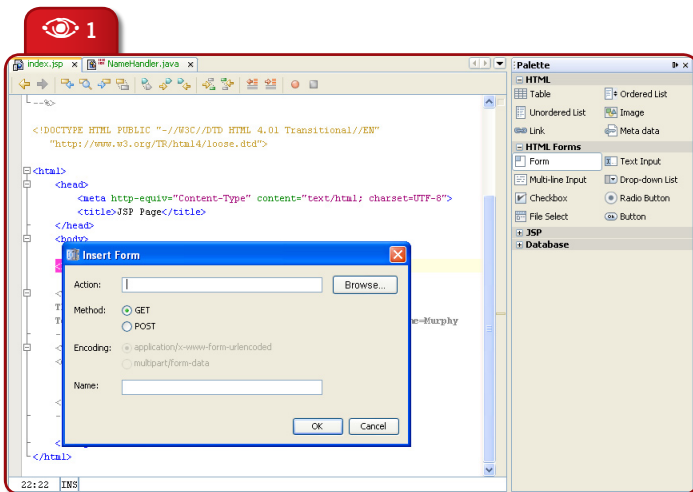 1
index.jsp x NameHandler.java x
--%>
<!DOCTYPE HTML PUBLIC "-//W3C//DTD HTML 4.01 Transitional//EN"
"http://www.w3.org/TR/html4/loose.dtd">
<html>
<head>
<meta http-equiv="Content-Type" content="text/html; charset=UTF-8">
<title>JSP Page</title>
</head>
<body>
Insert Form
Action: Browse...
Method: GET
POST
e=Murphy
Encoding: application/x-www-form-urlencoded
multipart/form-data
Name:
OK Cancel
</html>
22:22 INS
Palette
HTML
Table Ordered List
Unordered List Image
Link Meta data
HTML Forms
Form Text Input
Multi-line Input Drop-down List
Checkbox Radio Button
File Select Button
JSP
Database